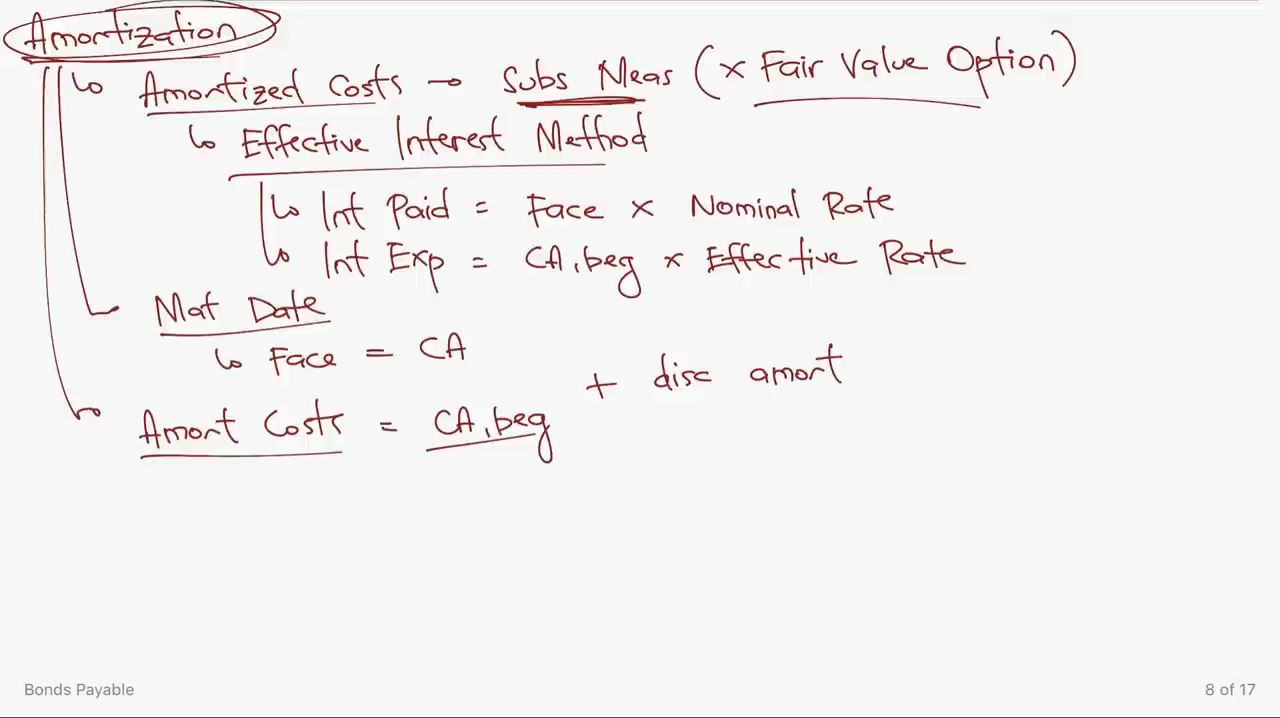 Amortization
↳ Amortized Costs → Subs Meas (x Fair Value Option)
↳ Effective Interest Method
↳ Int Paid = Face x Nominal Rate
↳ Int Exp = CA, beg x Effective Rate
Mat Date
↳ Face = CA
+ disc amort
Amort Costs = CA, beg
Bonds Payable
8 of 17